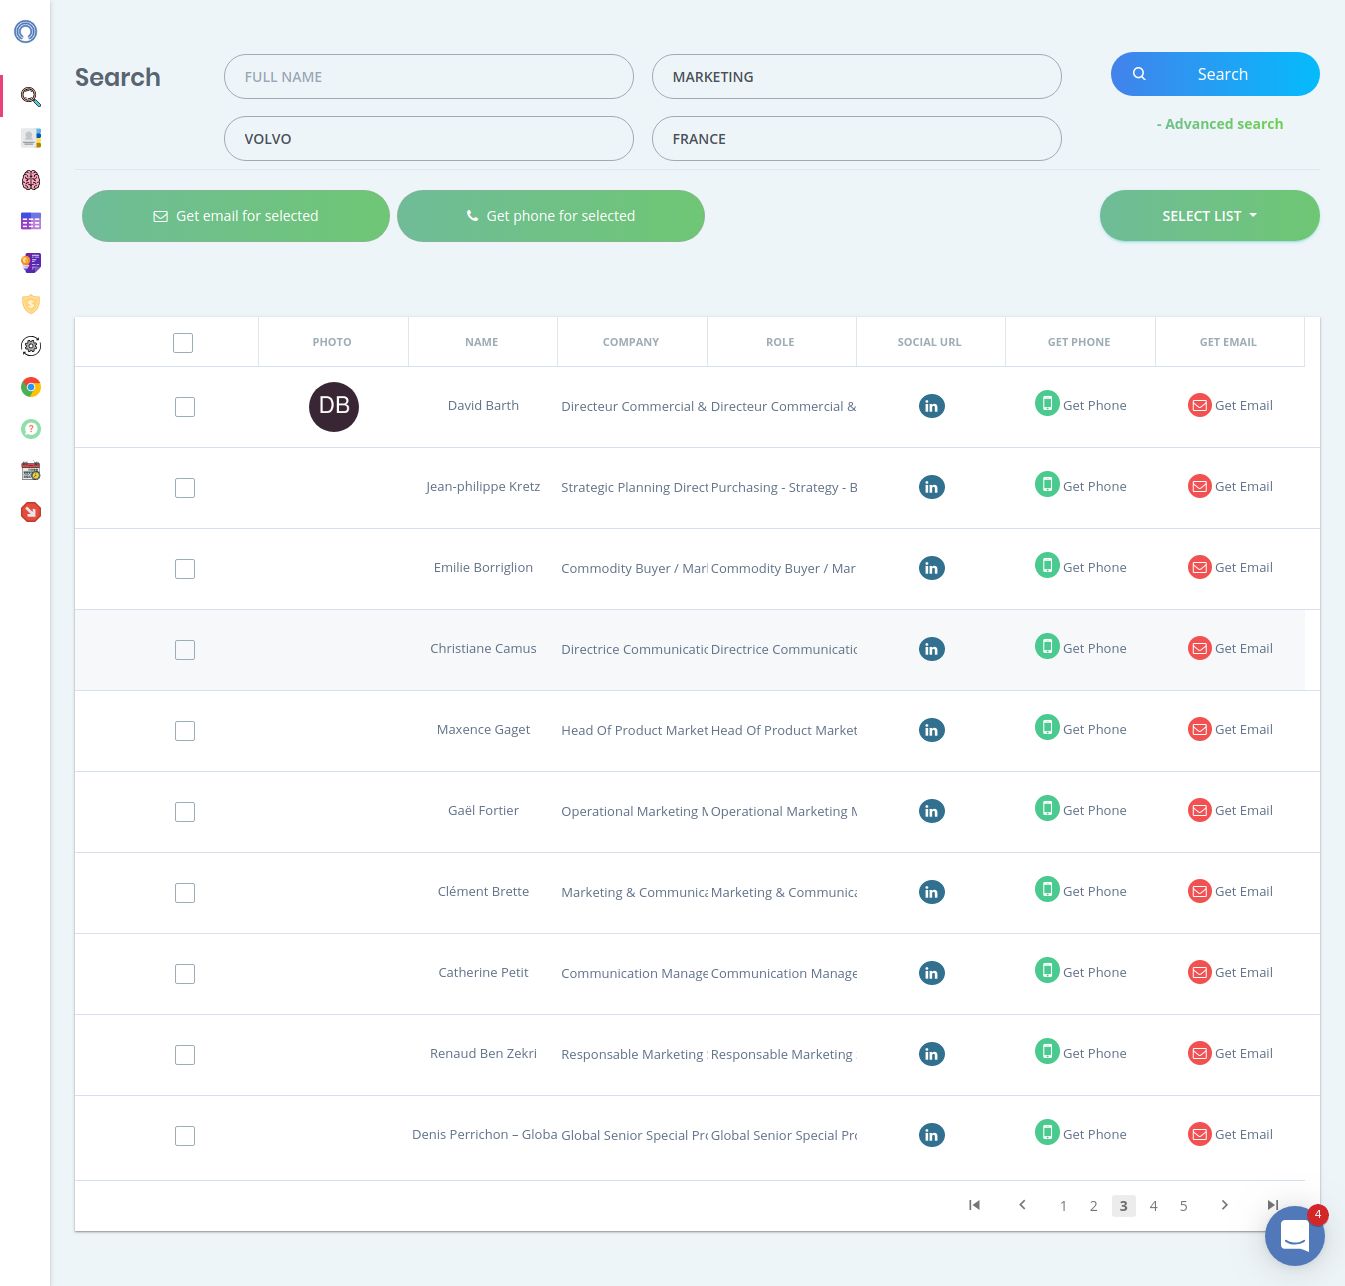 Search
FULL NAME
MARKETING
Search
VOLVO
FRANCE
- Advanced search
Get email for selected
Get phone for selected
SELECT LIST
PHOTO NAME COMPANY ROLE SOCIAL URL GET PHONE GET EMAIL
DB David Barth Directeur Commercial & Directeur Commercial & in Get Phone Get Email
Jean-philippe Kretz Strategic Planning Direct Purchasing - Strategy - B in Get Phone Get Email
Emilie Borriglion Commodity Buyer / Mar Commodity Buyer / Mar in Get Phone Get Email
Christiane Camus Directrice Communicatic Directrice Communicatic in Get Phone Get Email
Maxence Gaget Head Of Product Market Head Of Product Market in Get Phone Get Email
Gaël Fortier Operational Marketing M Operational Marketing M in Get Phone Get Email
Clément Brette Marketing & Communica Marketing & Communica in Get Phone Get Email
Catherine Petit Communication Manage Communication Manage in Get Phone Get Email
Renaud Ben Zekri Responsable Marketing Responsable Marketing in Get Phone Get Email
Denis Perrichon – Globa Global Senior Special Pro Global Senior Special Pro in Get Phone Get Email
1 2 3 4 5
4